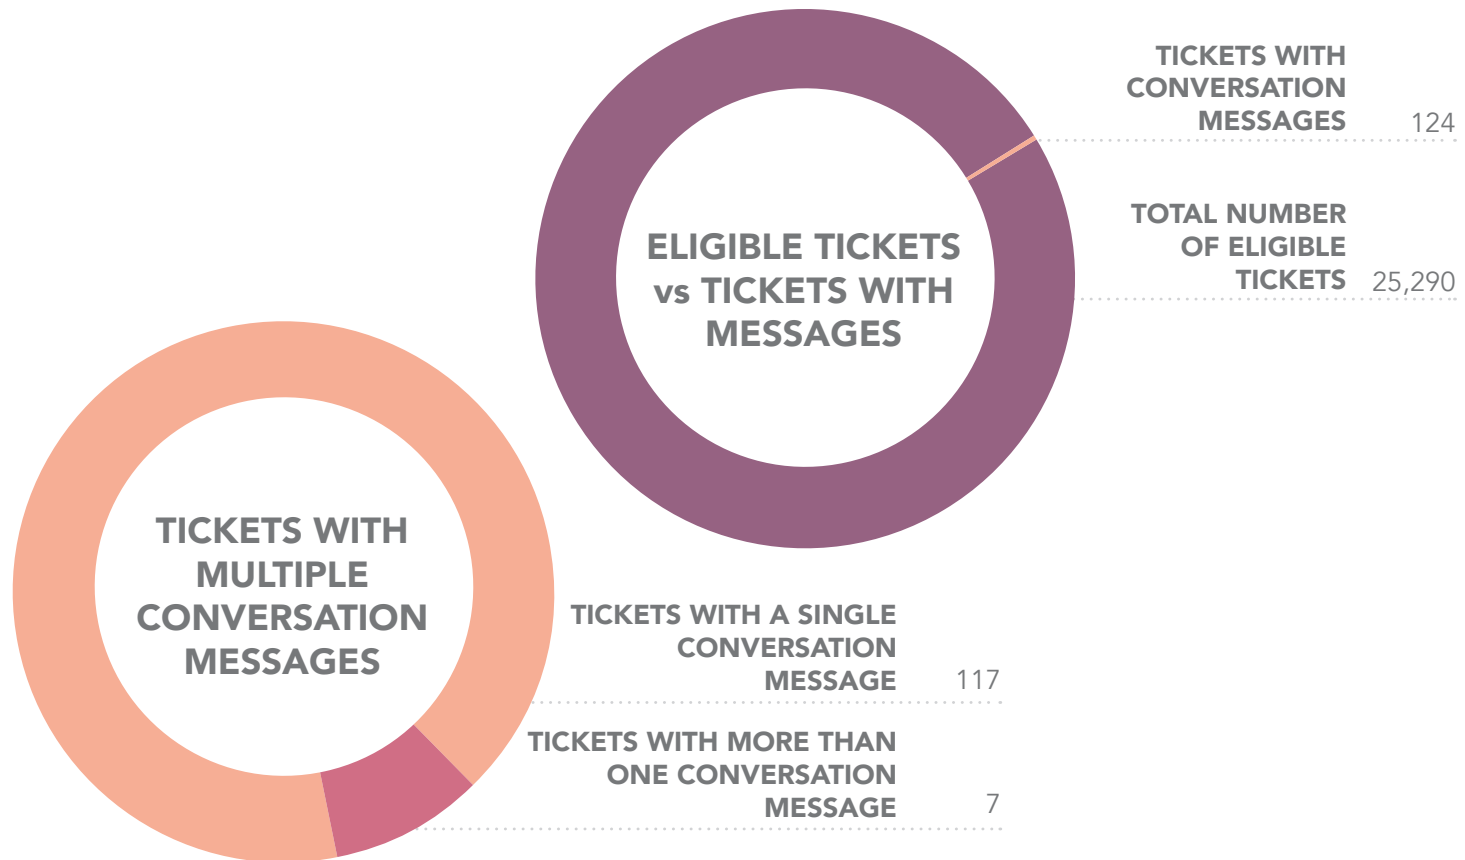 ELIGIBLE TICKETS
vs TICKETS WITH
MESSAGES
TICKETS WITH
CONVERSATION
MESSAGES 124
TOTAL NUMBER
OF ELIGIBLE
TICKETS 25,290
TICKETS WITH
MULTIPLE
CONVERSATION
MESSAGES
TICKETS WITH A SINGLE
CONVERSATION
MESSAGE 117
TICKETS WITH MORE THAN
ONE CONVERSATION
MESSAGE 7